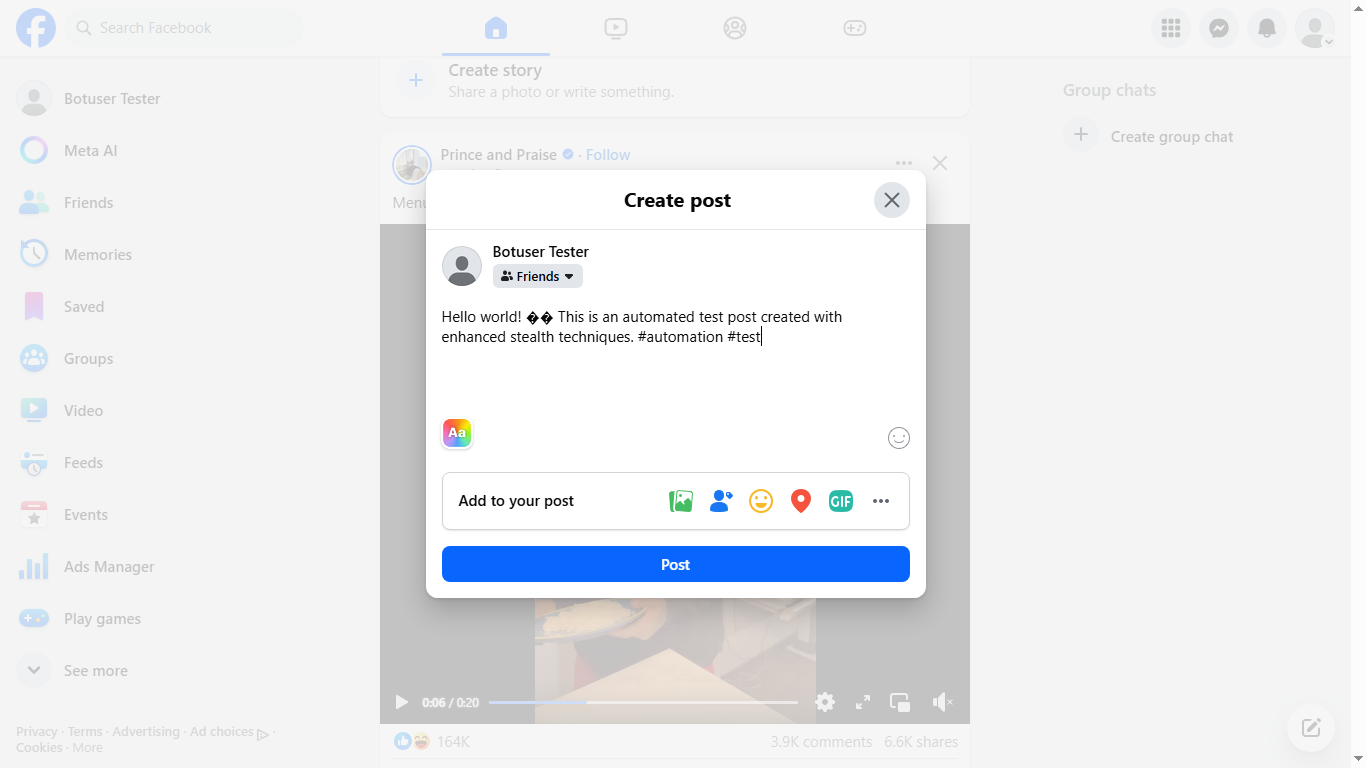 Search Facebook
Botuser Tester
Meta AI
Friends
Memories
Saved
Groups
Video
Feeds
Events
Ads Manager
Play games
See more
Privacy · Terms · Advertising · Ad choices ·
Cookies · More
Create story
Share a photo or write something.
Prince and Praise · Follow
Create post
Botuser Tester
Friends
Hello world! �� This is an automated test post created with
enhanced stealth techniques. #automation #test
Aa
Add to your post
GIF
Post
0:06 / 0:20
164K
3.9K comments 6.6K shares
Group chats
Create group chat